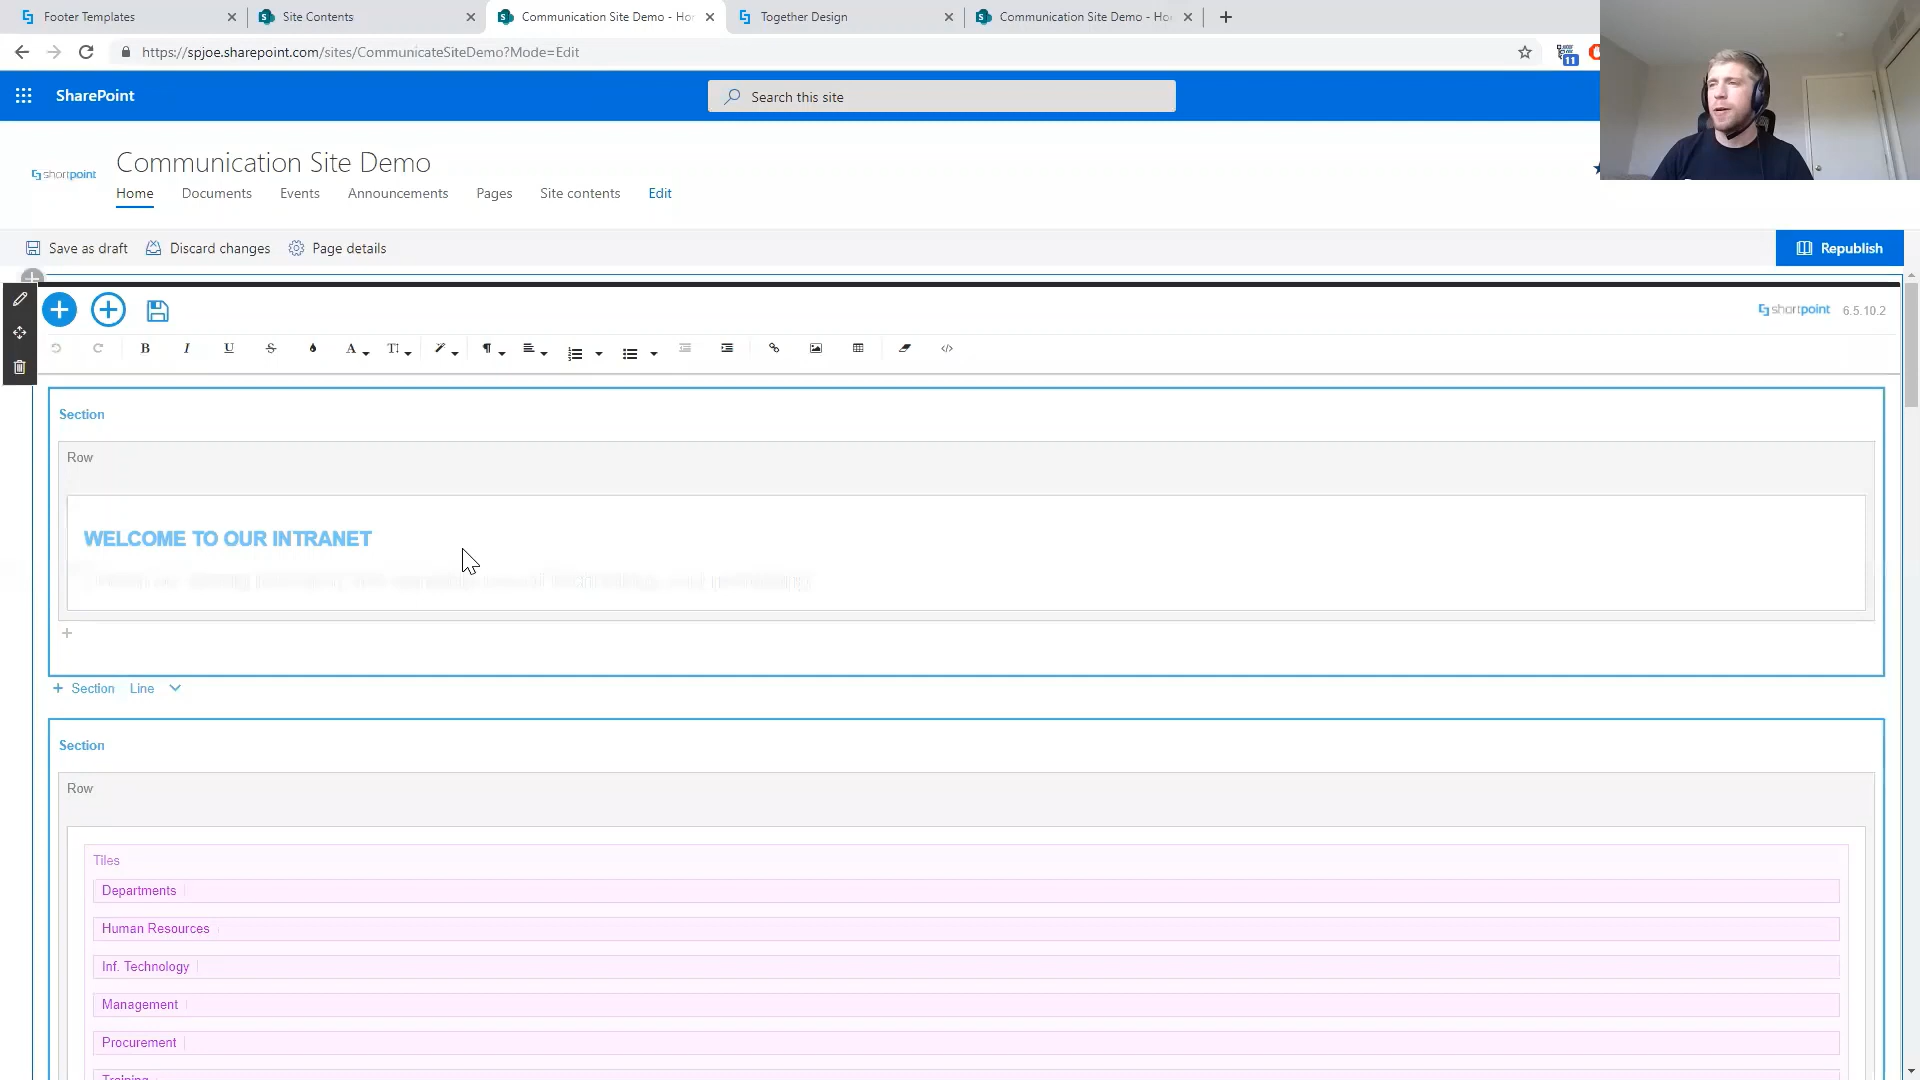 Footer Templates
Site Contents
Communication Site Demo - Ho
Together Design
Communication Site Demo - Ho
https://spjoe.sharepoint.com/sites/CommunicateSiteDemo?Mode=Edit
11
SharePoint
Search this site
shortpoint
Communication Site Demo
Home Documents Events Announcements Pages Site contents Edit
Save as draft Discard changes Page details
Republish
shortpoint 6.5.10.2
Section
Row
WELCOME TO OUR INTRANET
+ Section Line
Section
Row
Tiles
Departments
Human Resources
Inf. Technology
Management
Procurement
Training